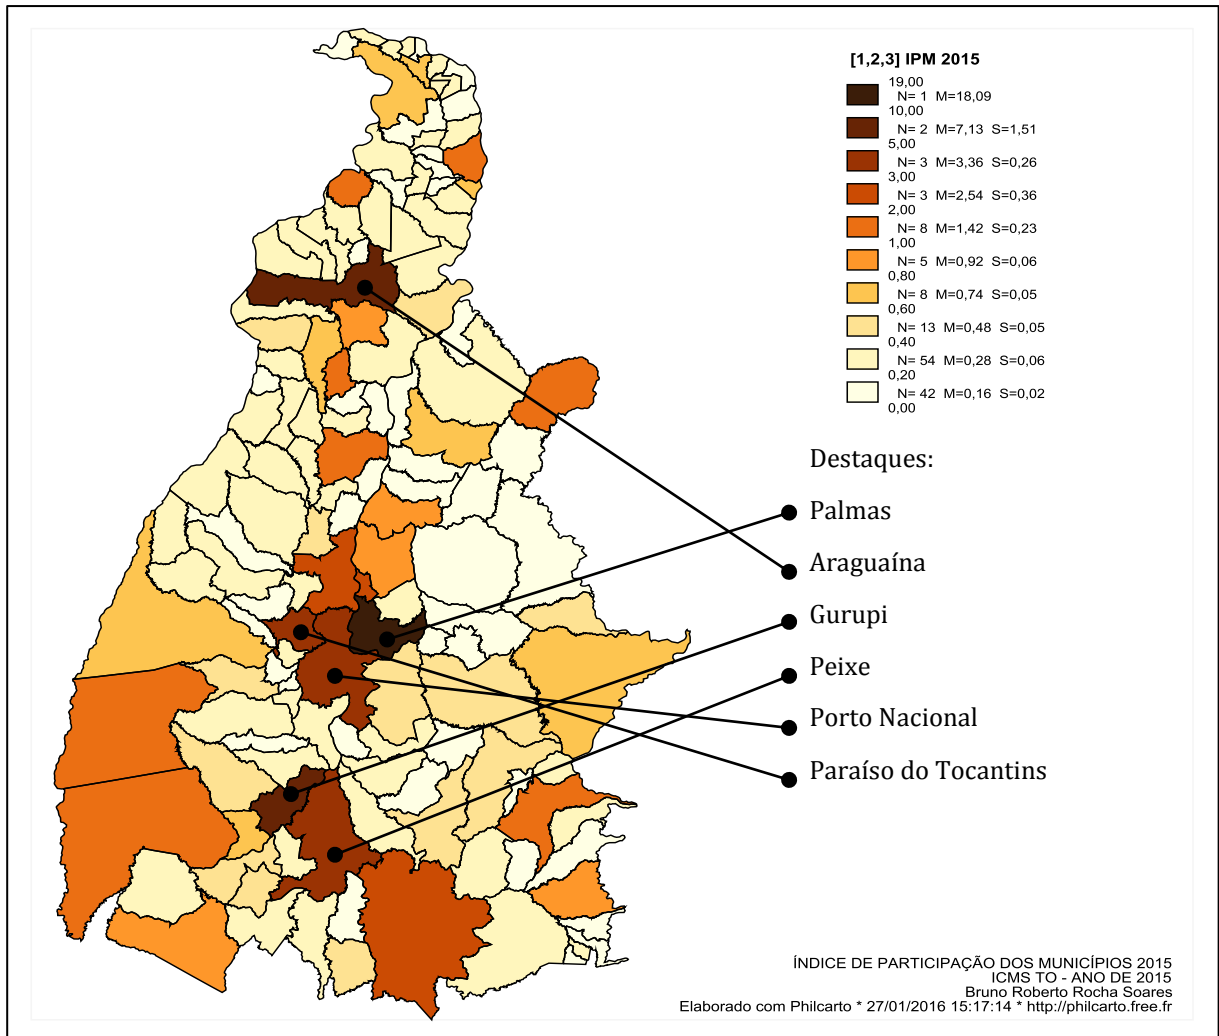 [1,2,3] IPM 2015
19,00
N= 1 M=18,09
10,00
N= 2 M=7,13 S=1,51
5,00
N= 3 M=3,36 S=0,26
3,00
N= 3 M=2,54 S=0,36
2,00
N= 8 M=1,42 S=0,23
1,00
N= 5 M=0,92 S=0,06
0,80
N= 8 M=0,74 S=0,05
0,60
N= 13 M=0,48 S=0,05
0,40
N= 54 M=0,28 S=0,06
0,20
N= 42 M=0,16 S=0,02
0,00
Destaques:
Palmas
Araguaína
Gurupi
Peixe
Porto Nacional
Paraíso do Tocantins
ÍNDICE DE PARTICIPAÇÃO DOS MUNICÍPIOS 2015
ICMS TO - ANO DE 2015
Bruno Roberto Rocha Soares
Elaborado com Philcarto * 27/01/2016 15:17:14 * http://philcarto.free.fr